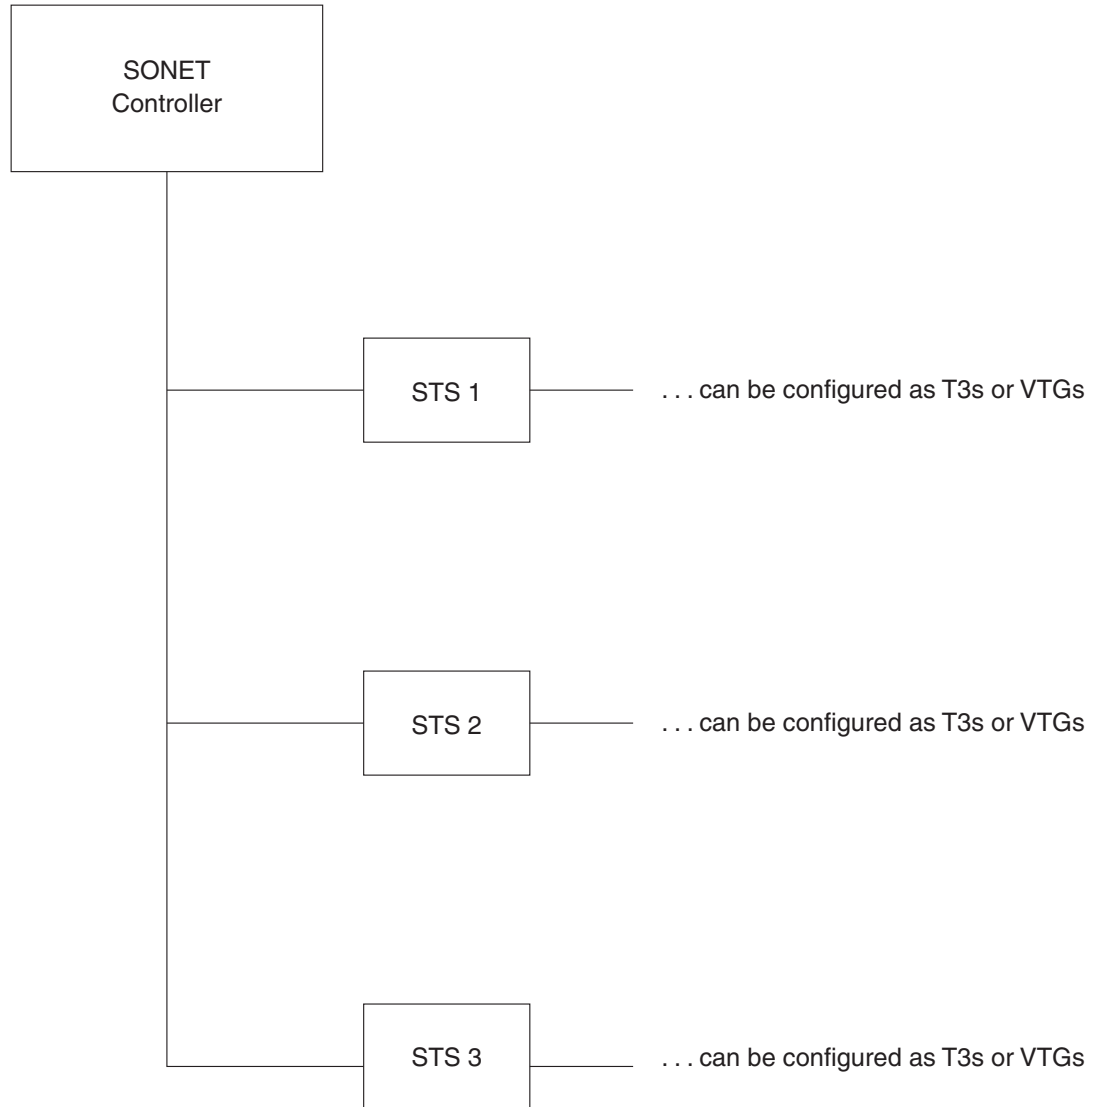 SONET
Controller
STS 1
. . . can be configured as T3s or VTGs
STS 2
. . . can be configured as T3s or VTGs
STS 3
. . . can be configured as T3s or VTGs